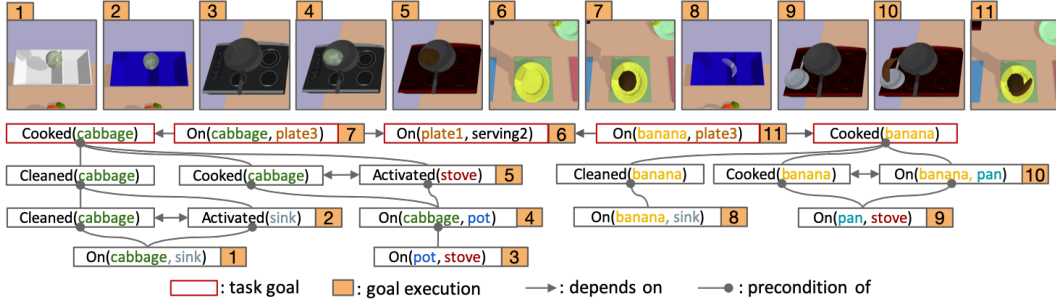 1 2 3 4 5 6 7 8 9 10 11
Cooked(cabbage) On(cabbage, plate3) 7 On(plate1, serving2) 6 On(banana, plate3) 11 Cooked(banana)
Cleaned(cabbage) Cooked(cabbage) Activated(stove) 5 Cleaned(banana) Cooked(banana) On(banana, pan) 10
Cleaned(cabbage) Activated(sink) 2 On(cabbage, pot) 4 On(banana, sink) 8 On(pan, stove) 9
On(cabbage, sink) 1 On(pot, stove) 3
: task goal : goal execution : depends on : precondition of